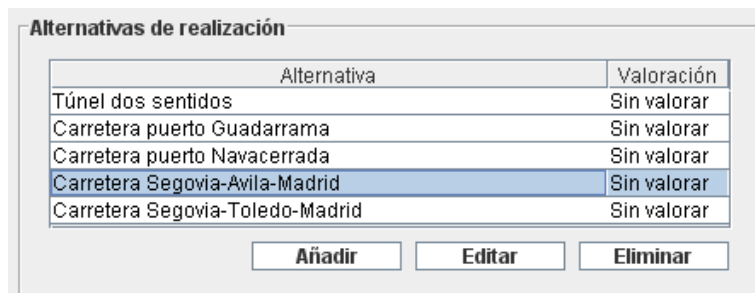 Alternativas de realización
Alternativa Valoración
Túnel dos sentidos Sin valorar
Carretera puerto Guadarrama Sin valorar
Carretera puerto Navacerrada Sin valorar
Carretera Segovia-Avila-Madrid Sin valorar
Carretera Segovia-Toledo-Madrid Sin valorar
Añadir Editar Eliminar